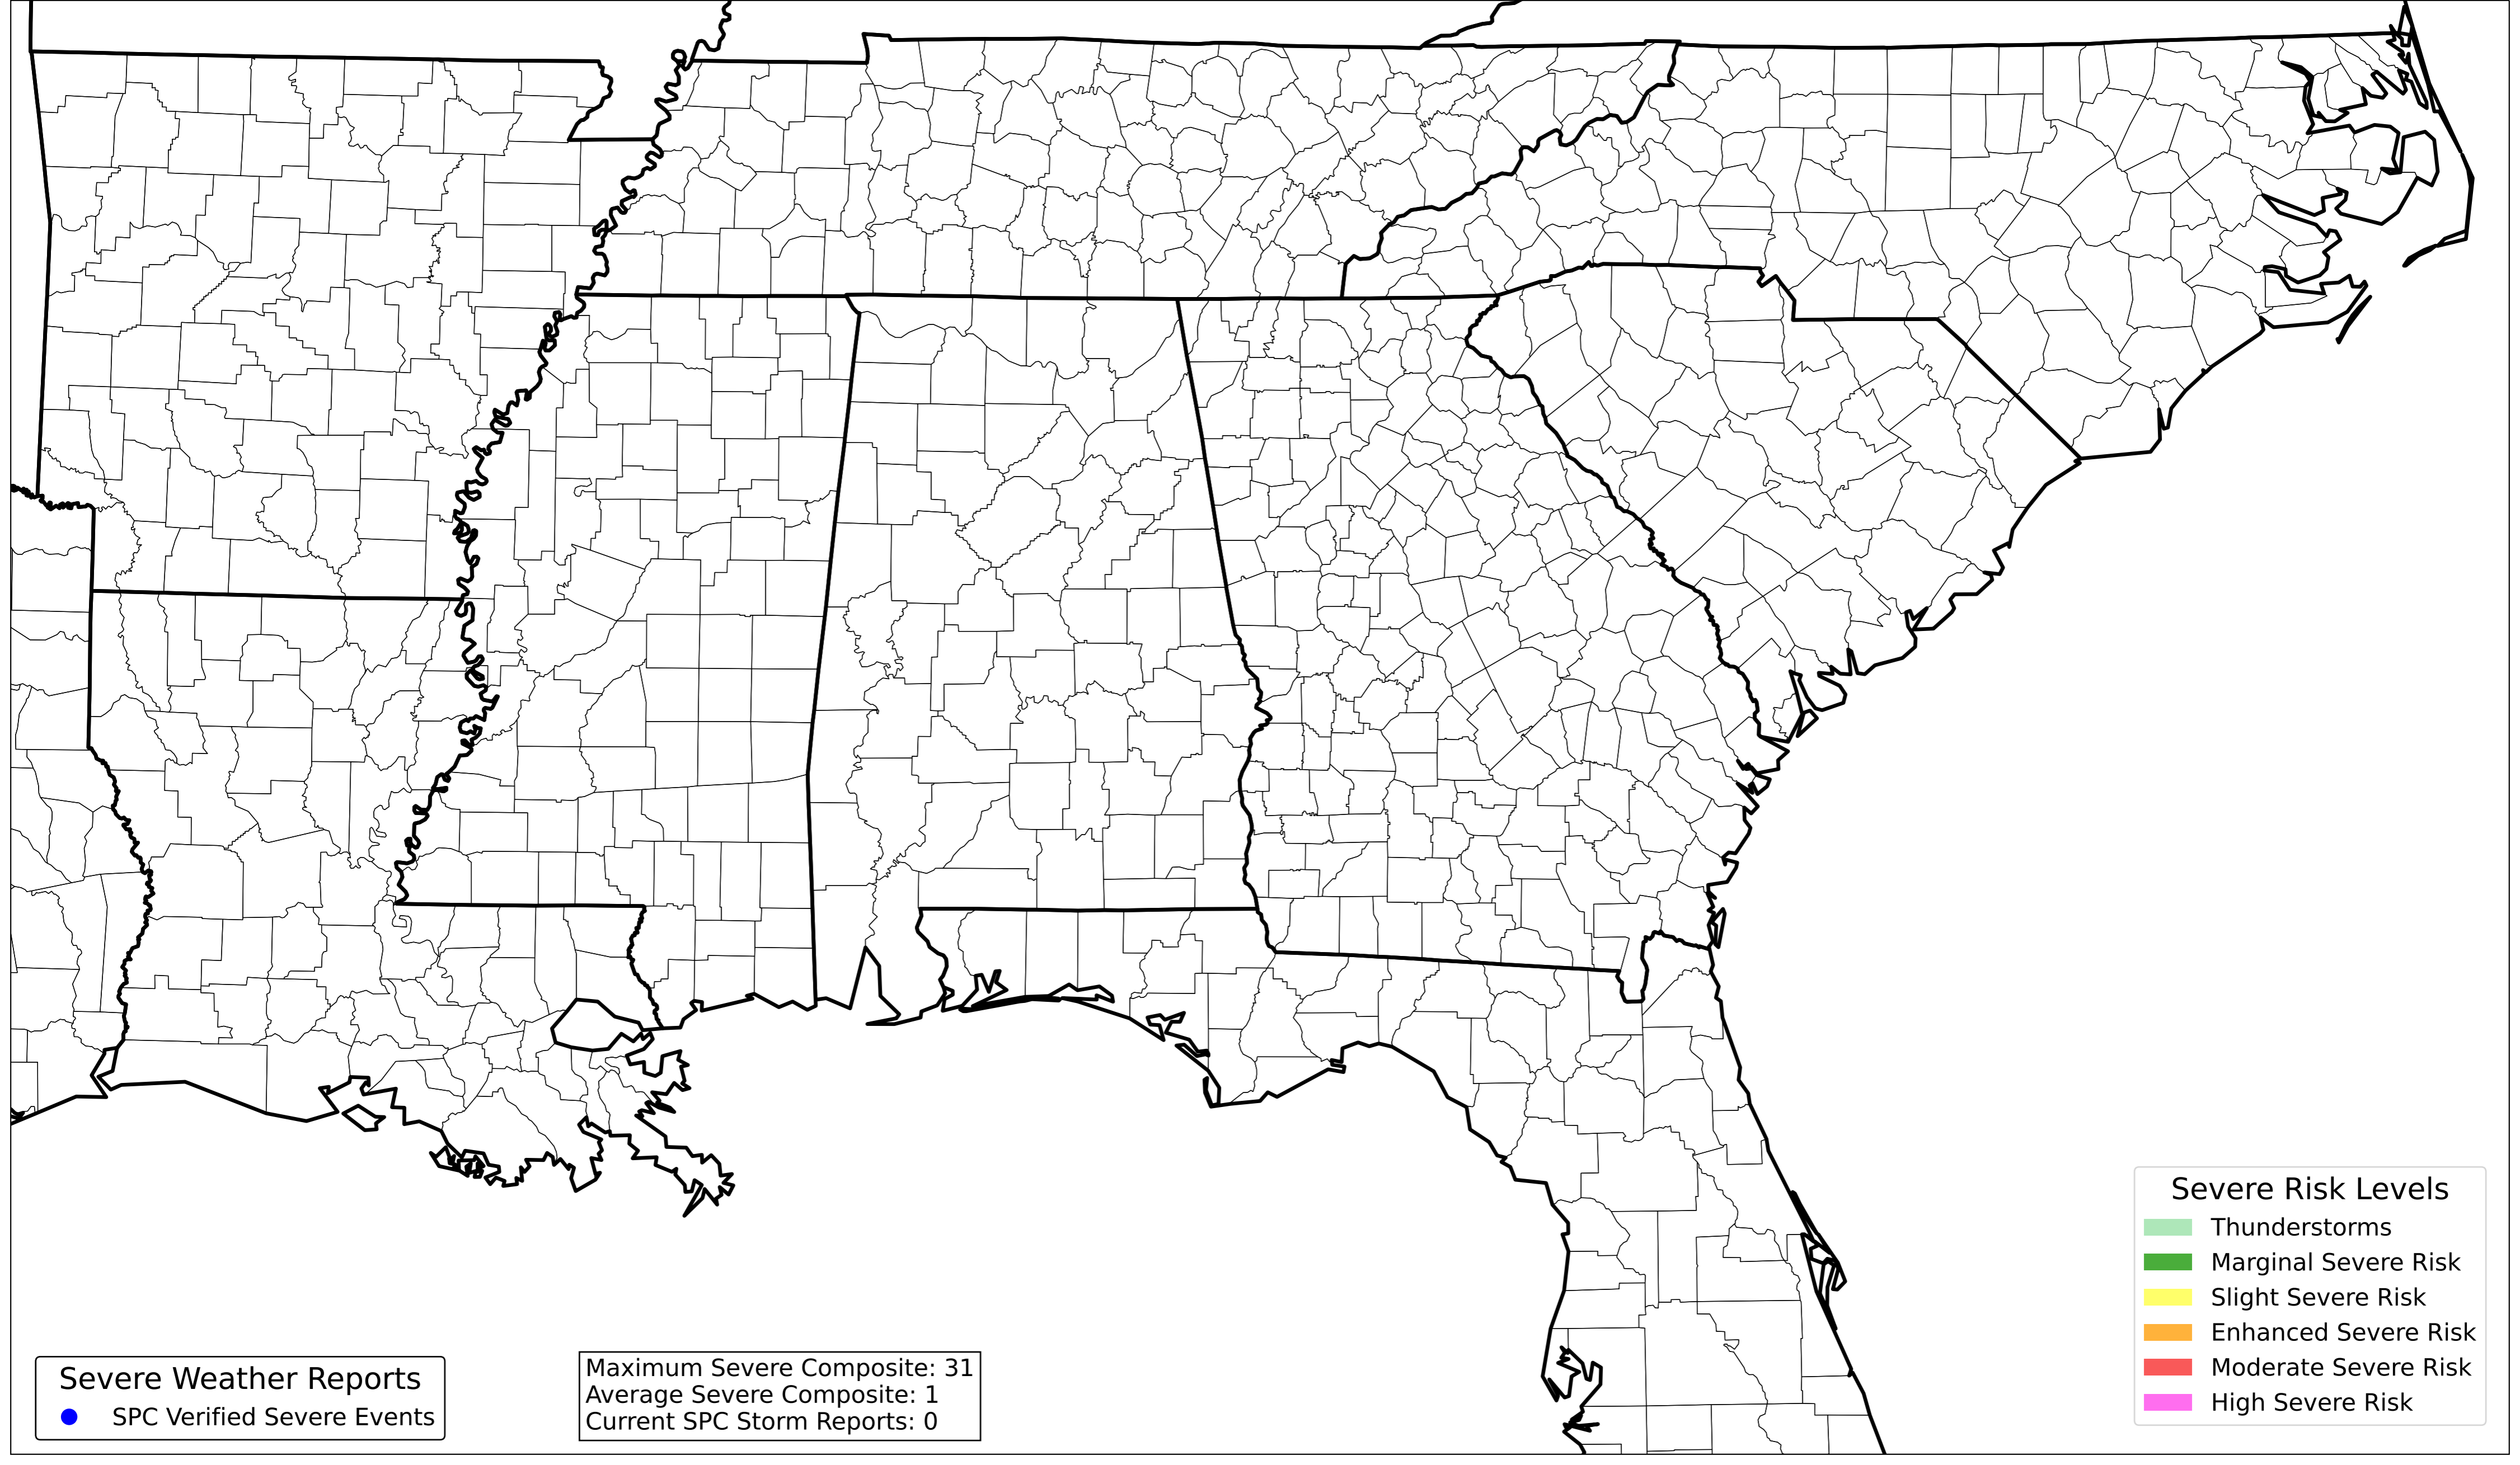 Severe Weather Reports
SPC Verified Severe Events
Maximum Severe Composite: 31
Average Severe Composite: 1
Current SPC Storm Reports: 0
Severe Risk Levels
Thunderstorms
Marginal Severe Risk
Slight Severe Risk
Enhanced Severe Risk
Moderate Severe Risk
High Severe Risk